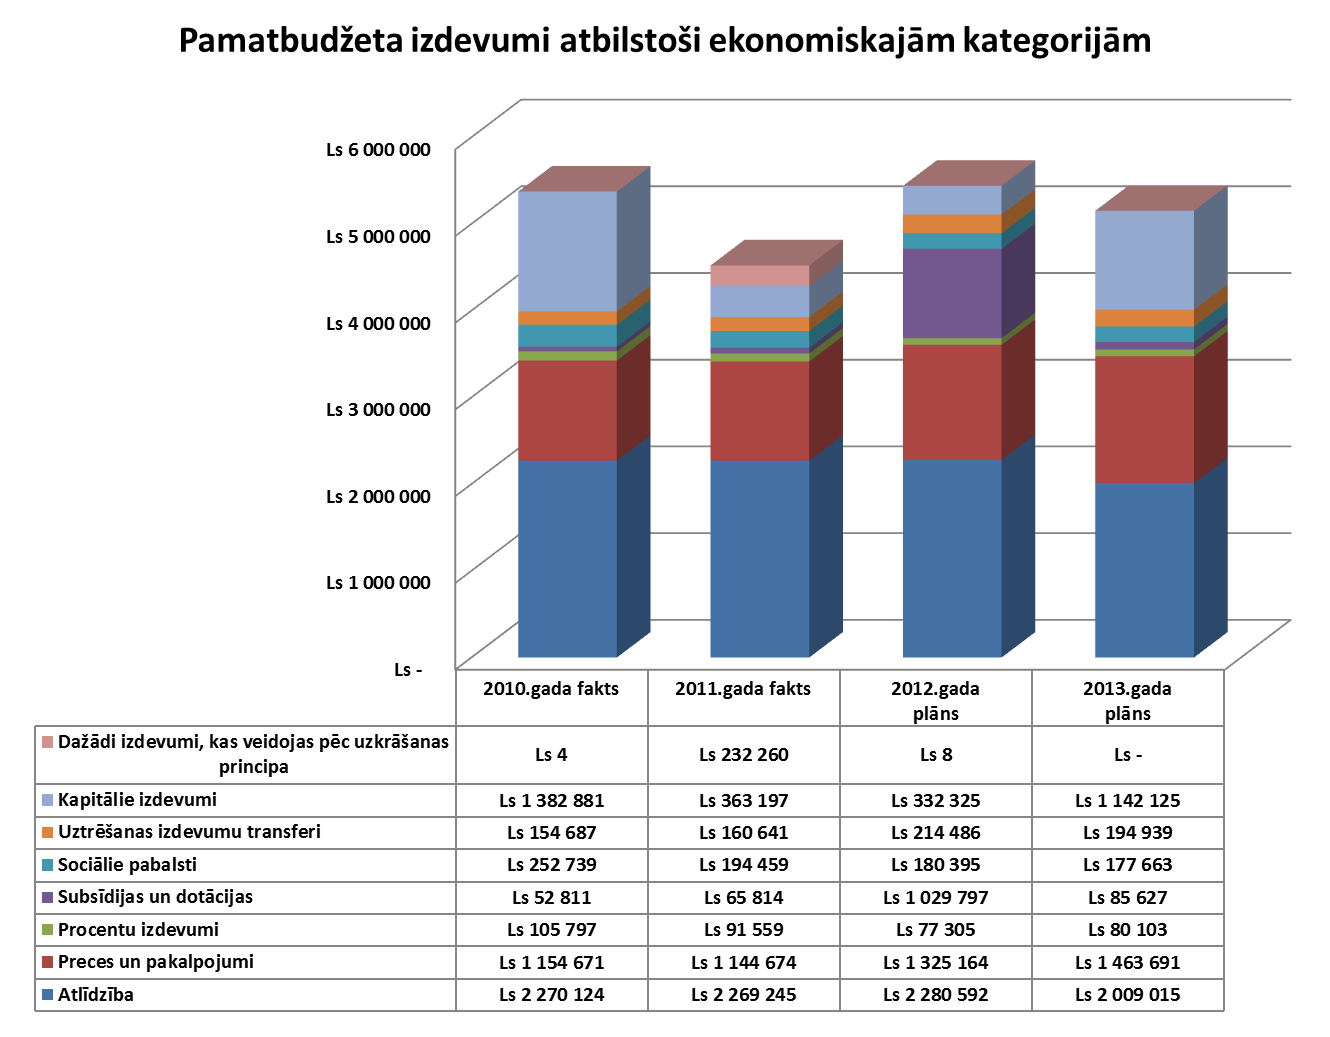 Pamatbudžeta izdevumi atbilstoši ekonomiskajām kategorijām
Ls 6 000 000
Ls 5 000 000
Ls 4 000 000
Ls 3 000 000
Ls 2 000 000
Ls 1 000 000
Ls -
2010.gada fakts 2011.gada fakts 2012.gada 2013.gada
plāns plāns
Dažādi izdevumi, kas veidojas pēc uzkrāšanas
principa Ls 4 Ls 232 260 Ls 8 Ls -
Kapitālie izdevumi Ls 1 382 881 Ls 363 197 Ls 332 325 Ls 1 142 125
Uztrēšanas izdevumu transferi Ls 154 687 Ls 160 641 Ls 214 486 Ls 194 939
Sociālie pabalsti Ls 252 739 Ls 194 459 Ls 180 395 Ls 177 663
Subsīdijas un dotācijas Ls 52 811 Ls 65 814 Ls 1 029 797 Ls 85 627
Procentu izdevumi Ls 105 797 Ls 91 559 Ls 77 305 Ls 80 103
Preces un pakalpojumi Ls 1 154 671 Ls 1 144 674 Ls 1 325 164 Ls 1 463 691
Atlīdzība Ls 2 270 124 Ls 2 269 245 Ls 2 280 592 Ls 2 009 015